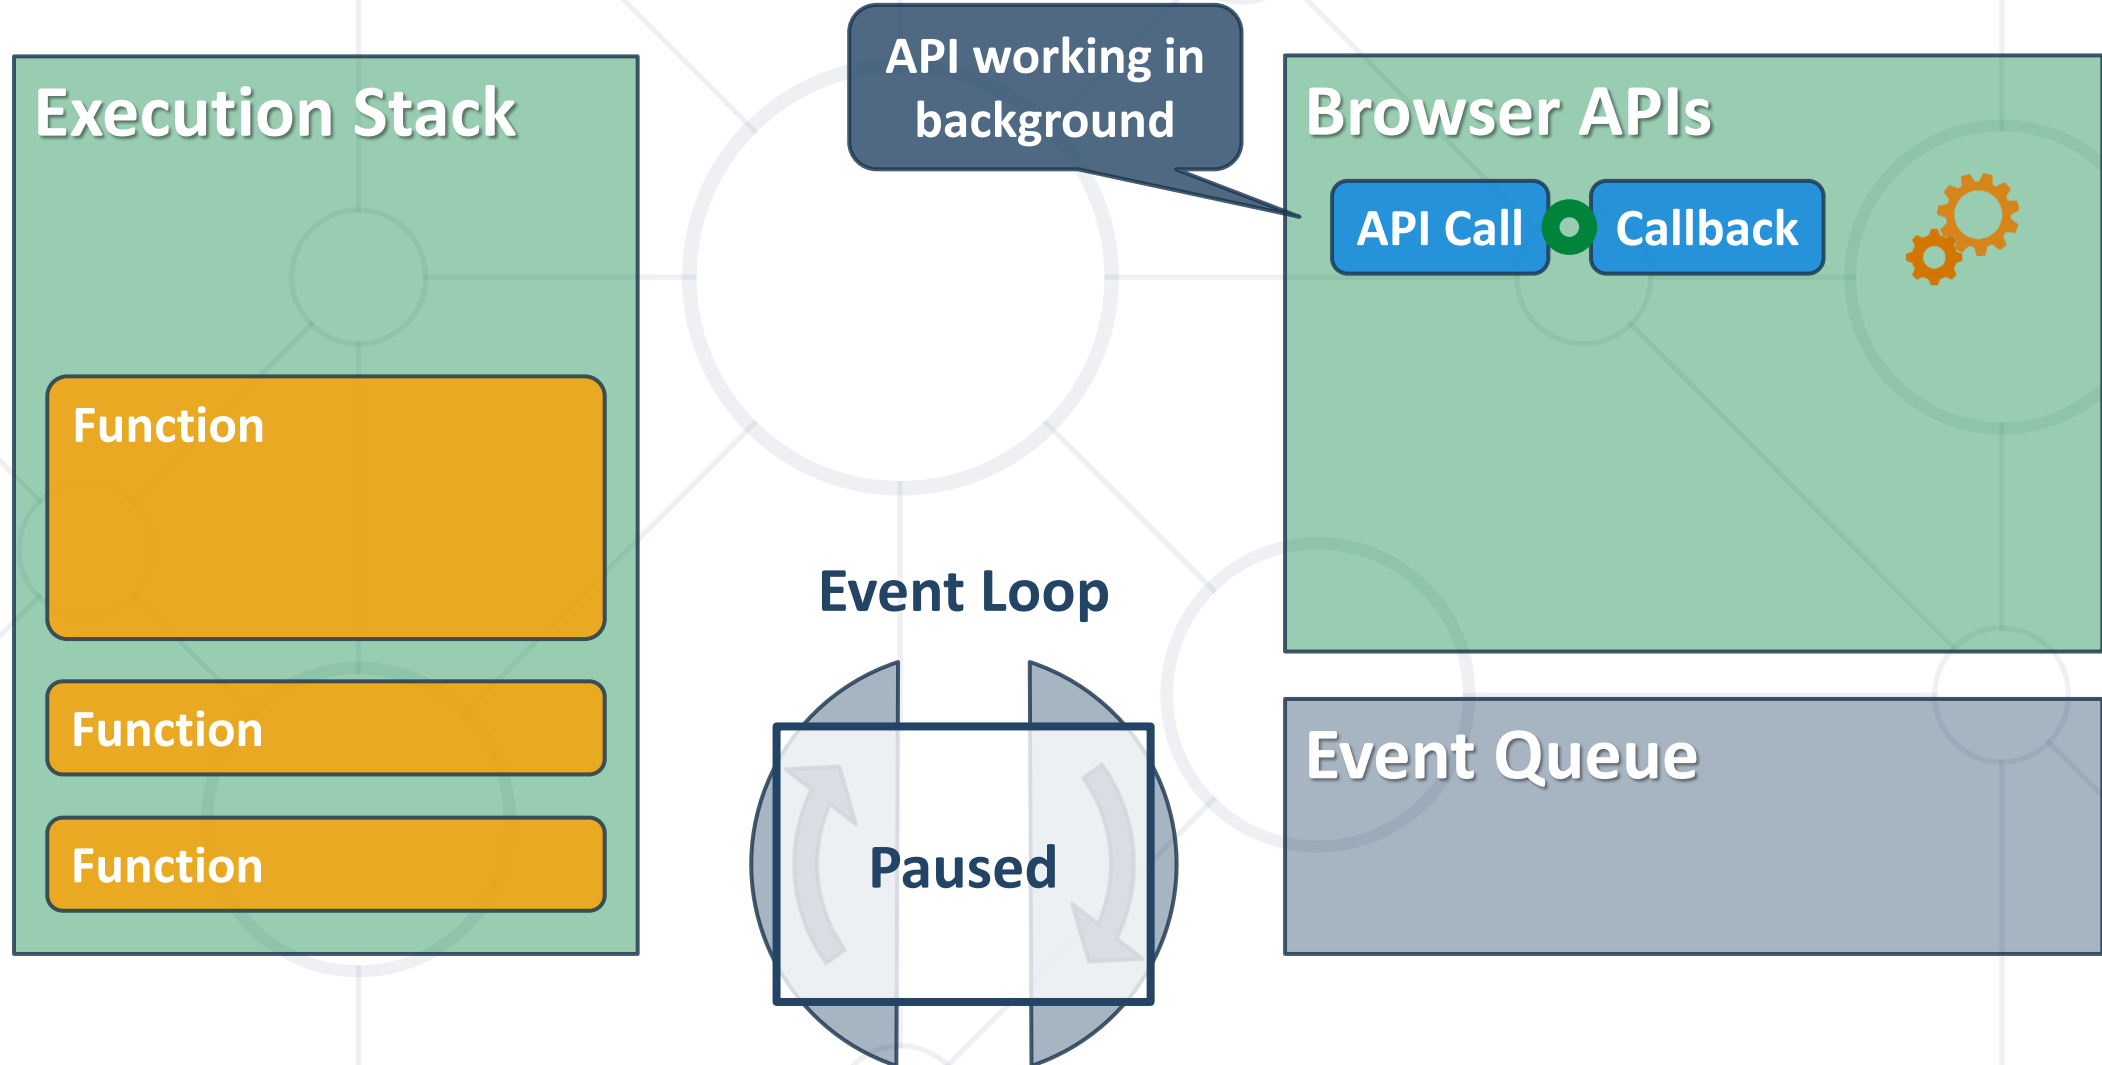 API working in
background
Execution Stack
Function
Function
Function
Event Loop
Paused
Browser APIs
API Call
Callback
Event Queue